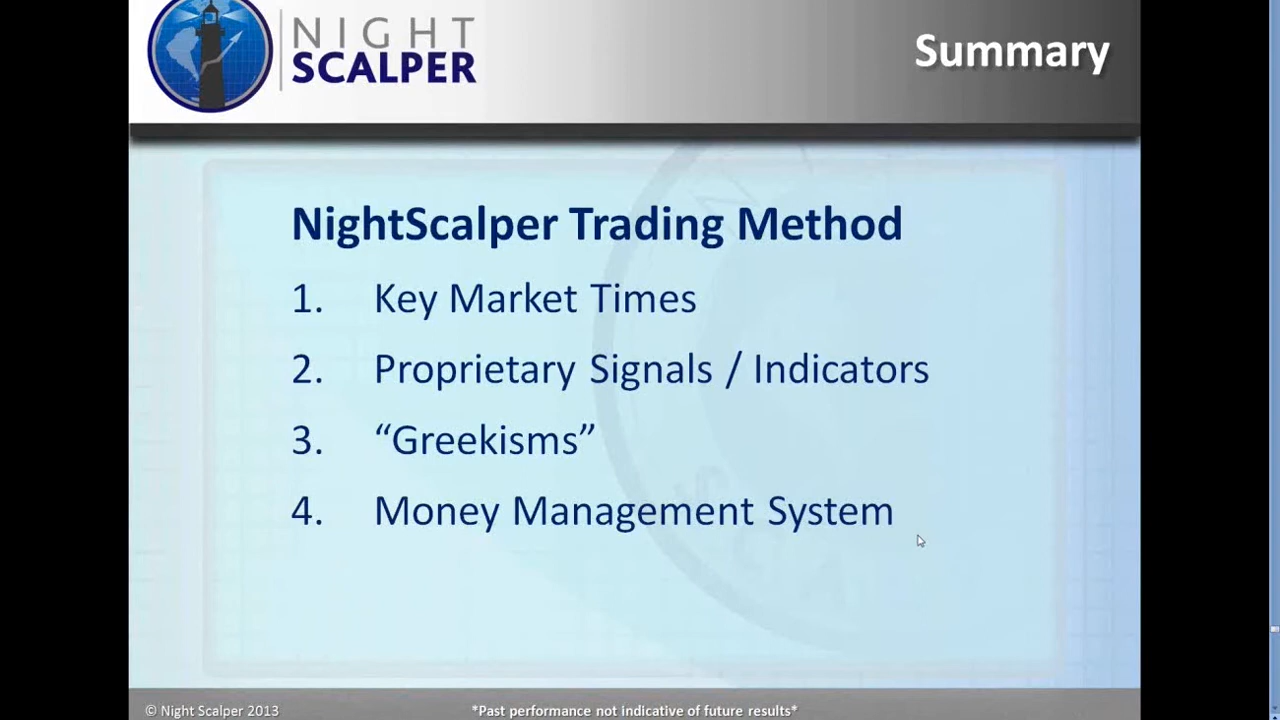 NIGHT
SCALPER
Summary
NightScalper Trading Method
1. Key Market Times
2. Proprietary Signals / Indicators
3. “Greekisms”
4. Money Management System
© Night Scalper 2013
*Past performance not indicative of future results*